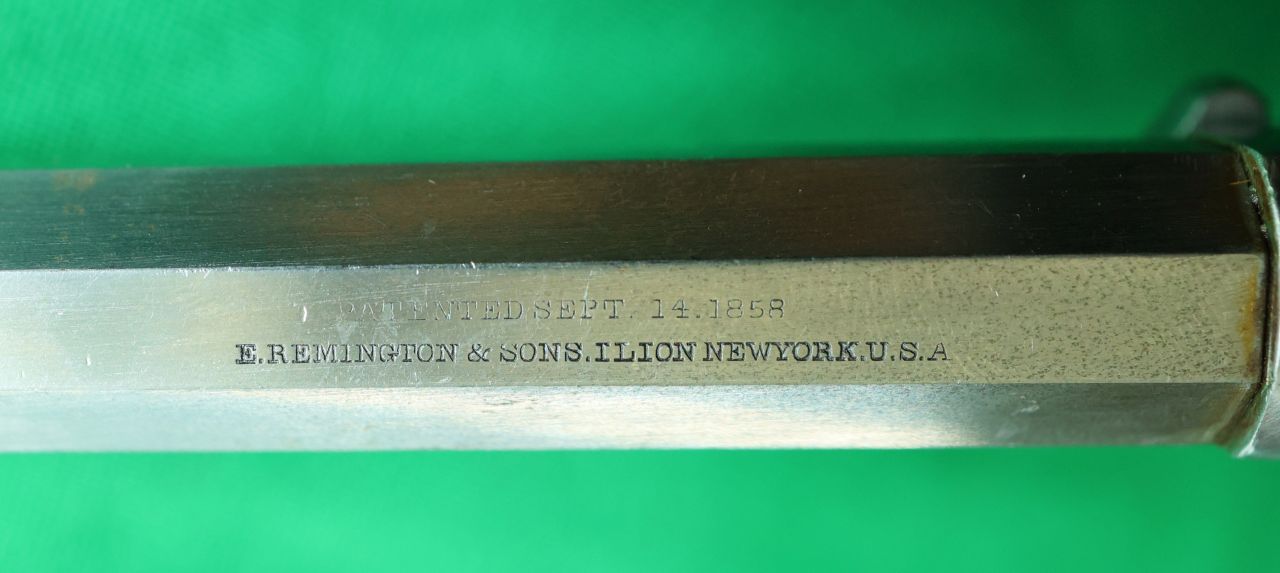 PATENTED SEPT. 14.1858
E.REMINGTON & SONS.ILION NEWYORK.U.S.A